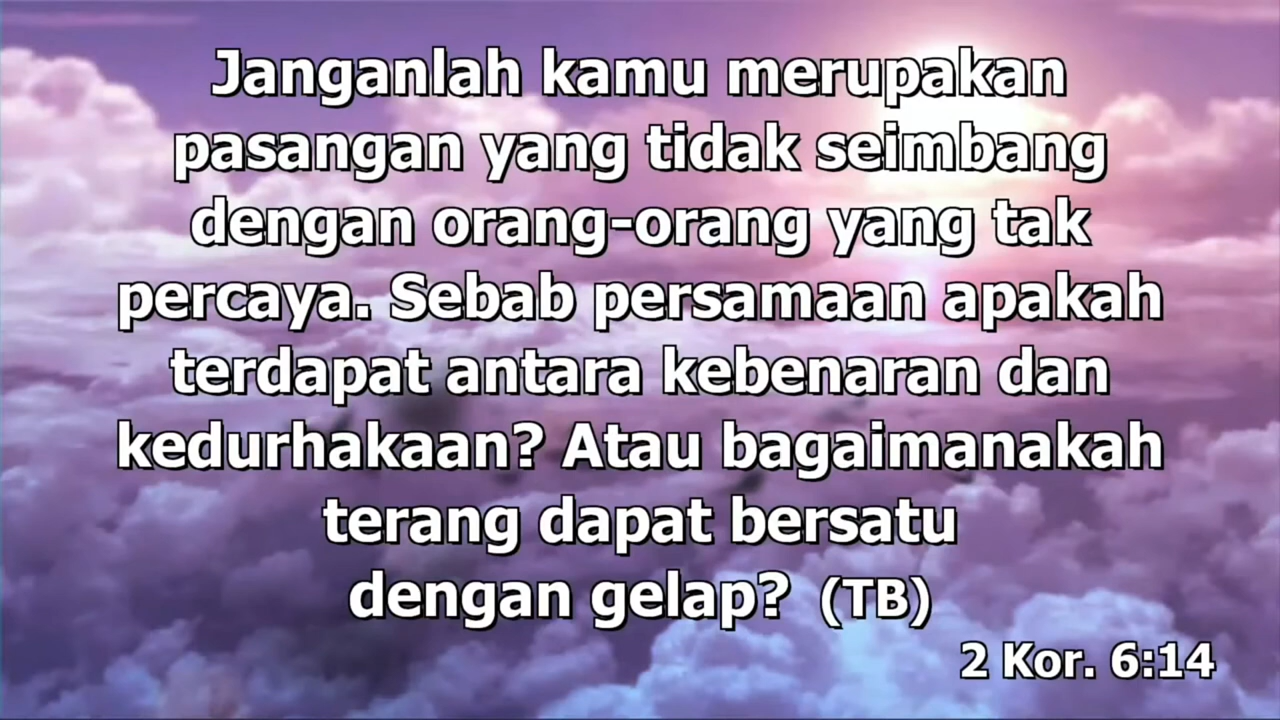 Janganlah kamu merupakan
pasangan yang tidak seimbang
dengan orang-orang yang tak
percaya. Sebab persamaan apakah
terdapat antara kebenaran dan
kedurhakaan? Atau bagaimanakah
terang dapat bersatu
dengan gelap? (TB)
2 Kor. 6:14